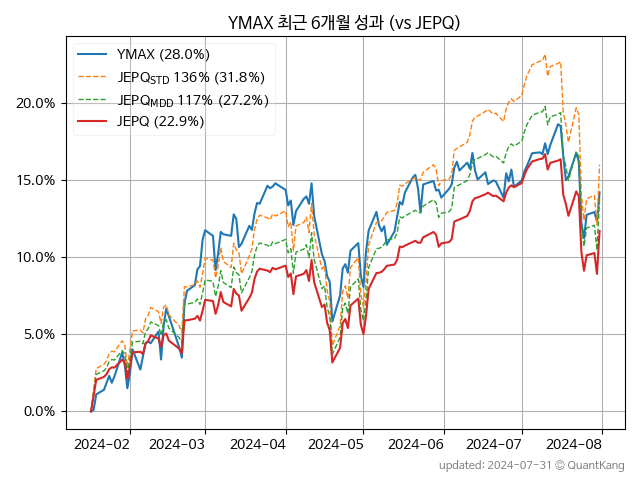 YMAX 최근 6개월 성과 (vs JEPQ)
YMAX (28.0%)
JEPQSTD 136% (31.8%)
JEPQMDD 117% (27.2%)
JEPQ (22.9%)
20.0%
15.0%
10.0%
5.0%
0.0%
2024-02 2024-03 2024-04 2024-05 2024-06 2024-07 2024-08
updated: 2024-07-31 © QuantKang